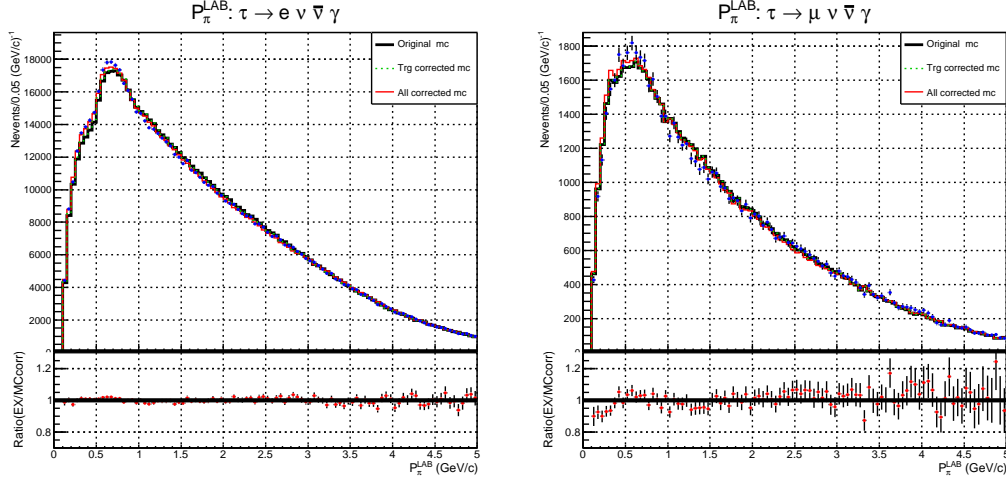 P_π^LAB: τ → e ν ν̄ γ
Nevents/0.05 (GeV/c)⁻¹
18000
16000
14000
12000
10000
8000
6000
4000
2000
0
Original mc
Trg corrected mc
All corrected mc
Ratio(EX/MCcorr)
1.2
1
0.8
0 0.5 1 1.5 2 2.5 3 3.5 4 4.5 5
P_π^LAB (GeV/c)
P_π^LAB: τ → μ ν ν̄ γ
Nevents/0.05 (GeV/c)⁻¹
1800
1600
1400
1200
1000
800
600
400
200
0
Original mc
Trg corrected mc
All corrected mc
Ratio(EX/MCcorr)
1.2
1
0.8
0 0.5 1 1.5 2 2.5 3 3.5 4 4.5 5
P_π^LAB (GeV/c)